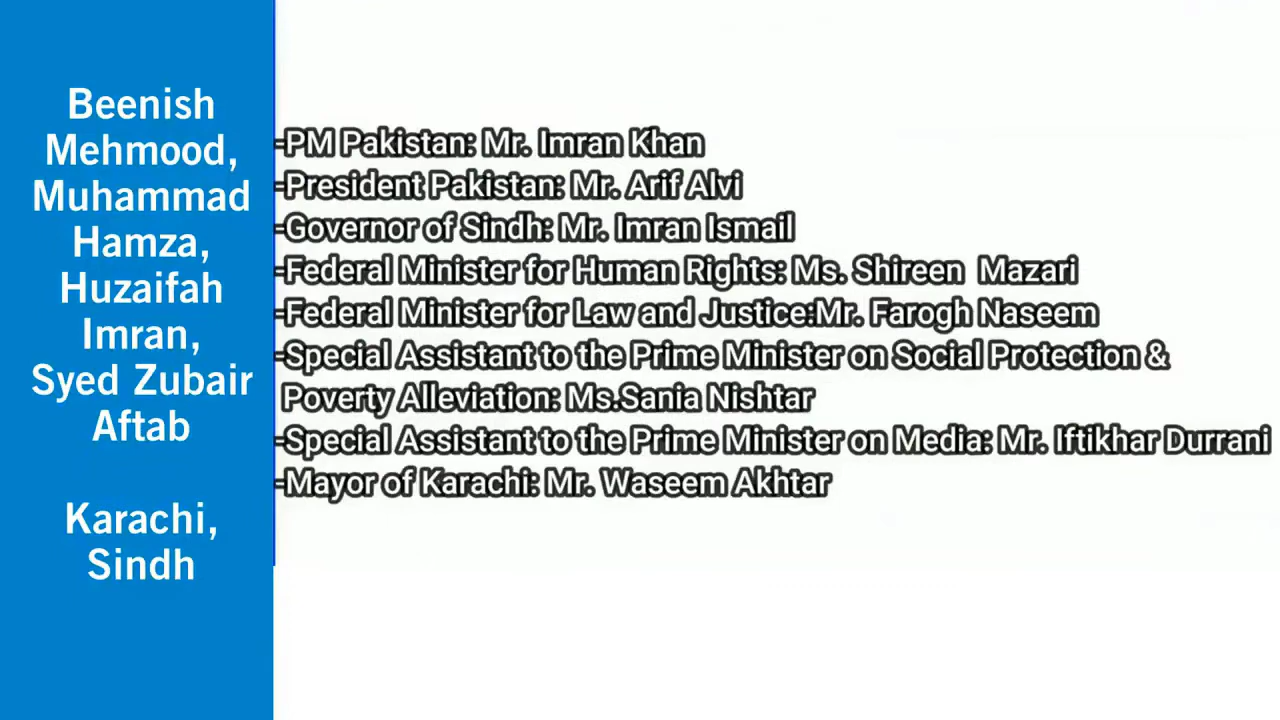 Beenish
Mehmood,
Muhammad
Hamza,
Huzaifah
Imran,
Syed Zubair
Aftab
Karachi,
Sindh
-PM Pakistan: Mr. Imran Khan
-President Pakistan: Mr. Arif Alvi
-Governor of Sindh: Mr. Imran Ismail
-Federal Minister for Human Rights: Ms. Shireen  Mazari
-Federal Minister for Law and Justice:Mr. Farogh Naseem
-Special Assistant to the Prime Minister on Social Protection &
Poverty Alleviation: Ms.Sania Nishtar
-Special Assistant to the Prime Minister on Media: Mr. Iftikhar Durrani
-Mayor of Karachi: Mr. Waseem Akhtar